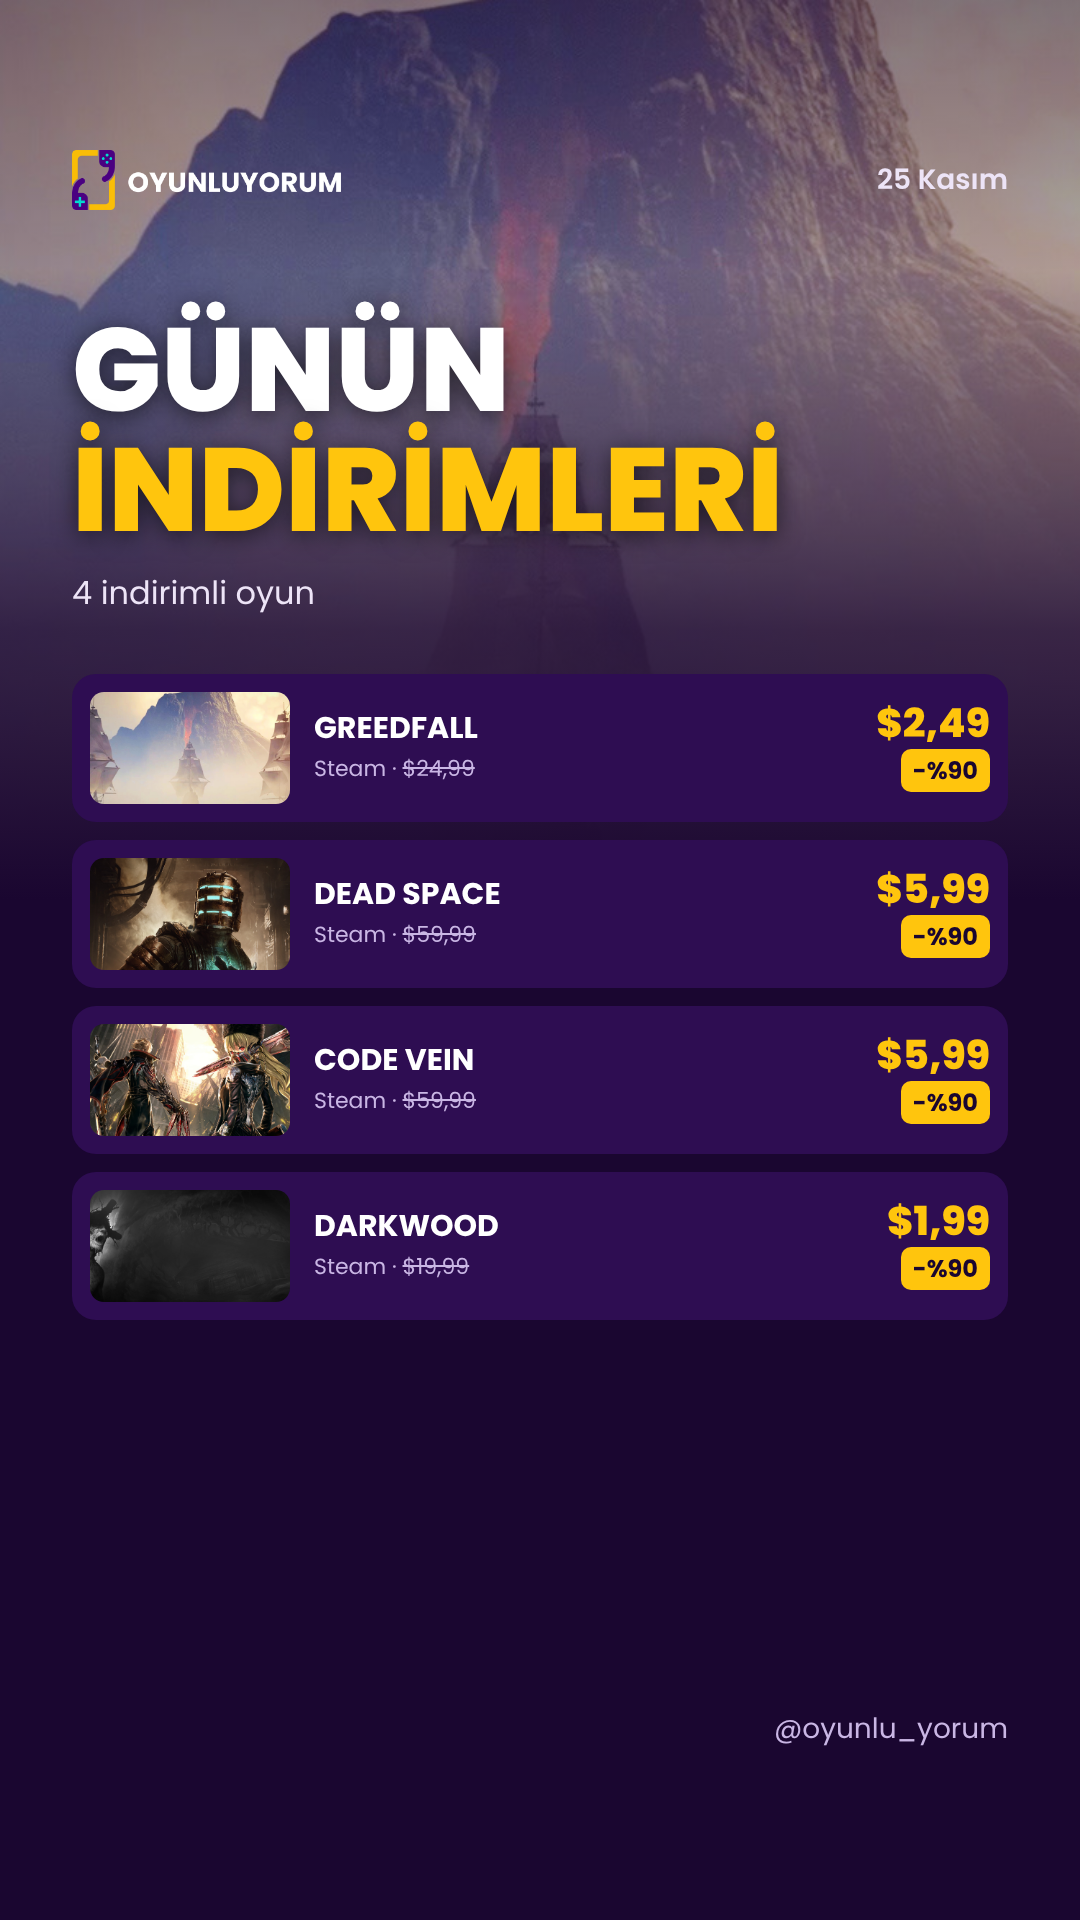 OYUNLUYORUM
25 Kasım
GÜNÜN
İNDİRİMLERİ
4 indirimli oyun
GREEDFALL
Steam · $24,99
$2,49
-%90
DEAD SPACE
Steam · $59,99
$5,99
-%90
CODE VEIN
Steam · $59,99
$5,99
-%90
DARKWOOD
Steam · $19,99
$1,99
-%90
@oyunlu_yorum